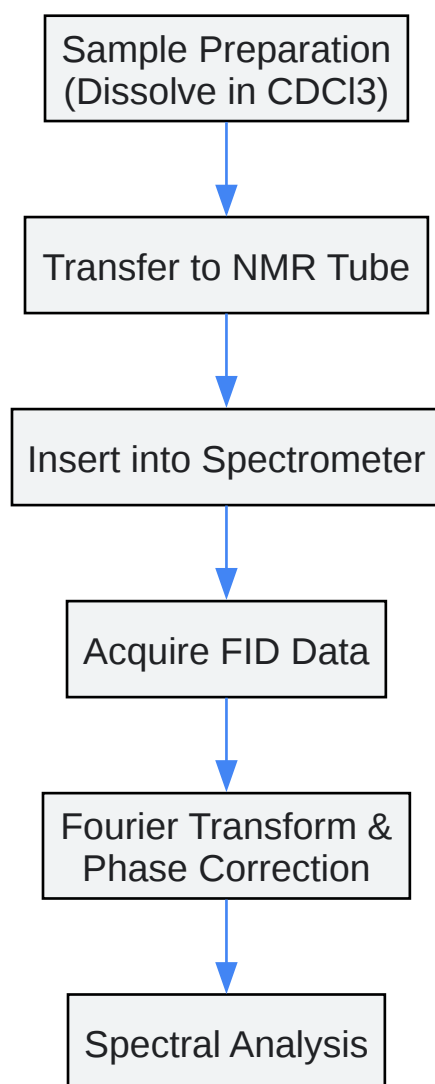 Sample Preparation
(Dissolve in CDCl3)
Transfer to NMR Tube
Insert into Spectrometer
Acquire FID Data
Fourier Transform &
Phase Correction
Spectral Analysis